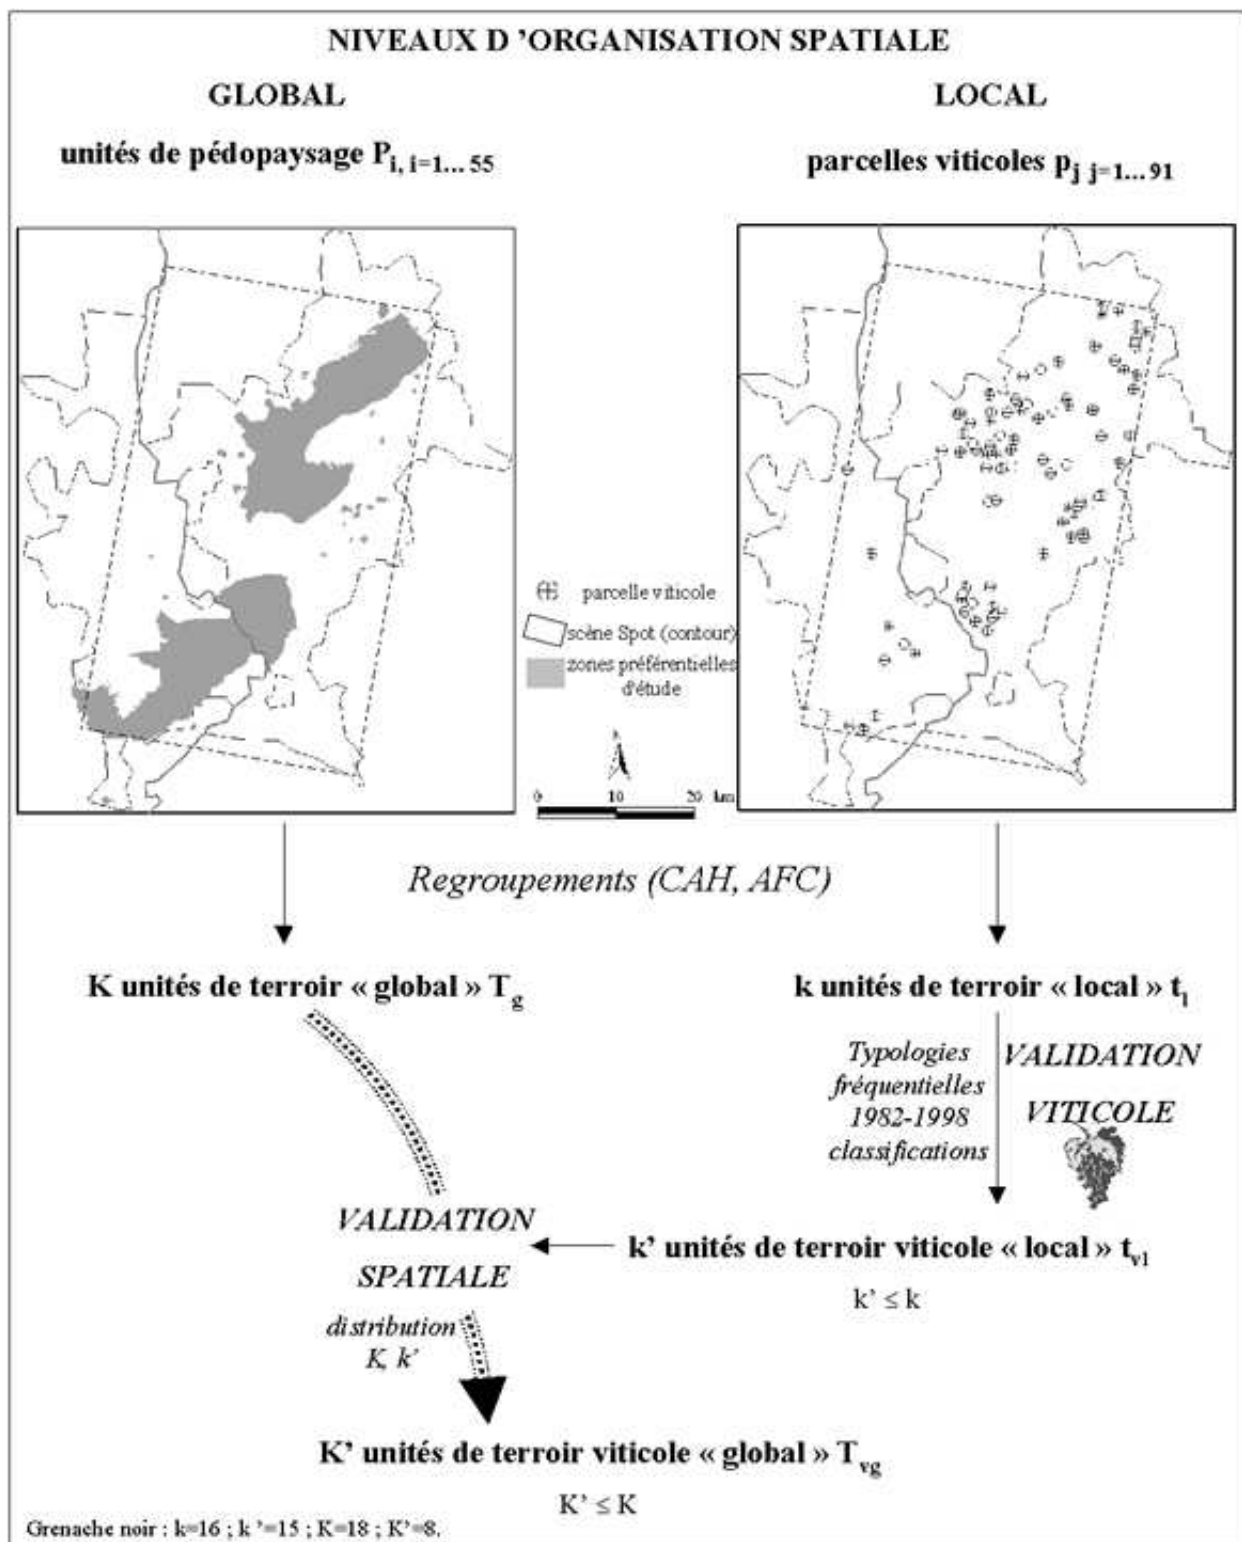 NIVEAUX D 'ORGANISATION SPATIALE
GLOBAL
unités de pédopaysage P i, i=1... 55
LOCAL
parcelles viticoles p j j=1... 91
parcelle viticole
scène Spot (contour)
zones préférentielles
d'étude
0 10 20 km
Regroupements (CAH, AFC)
K unités de terroir « global » Tg
k unités de terroir « local » tl
Typologies
fréquentielles
1982-1998
classifications
VALIDATION
VITICOLE
VALIDATION
SPATIALE
distribution
K, k'
k' unités de terroir viticole « local » tvl
k' ≤ k
K' unités de terroir viticole « global » Tvg
K' ≤ K
Grenache noir : k=16 ; k '=15 ; K=18 ; K'=8.